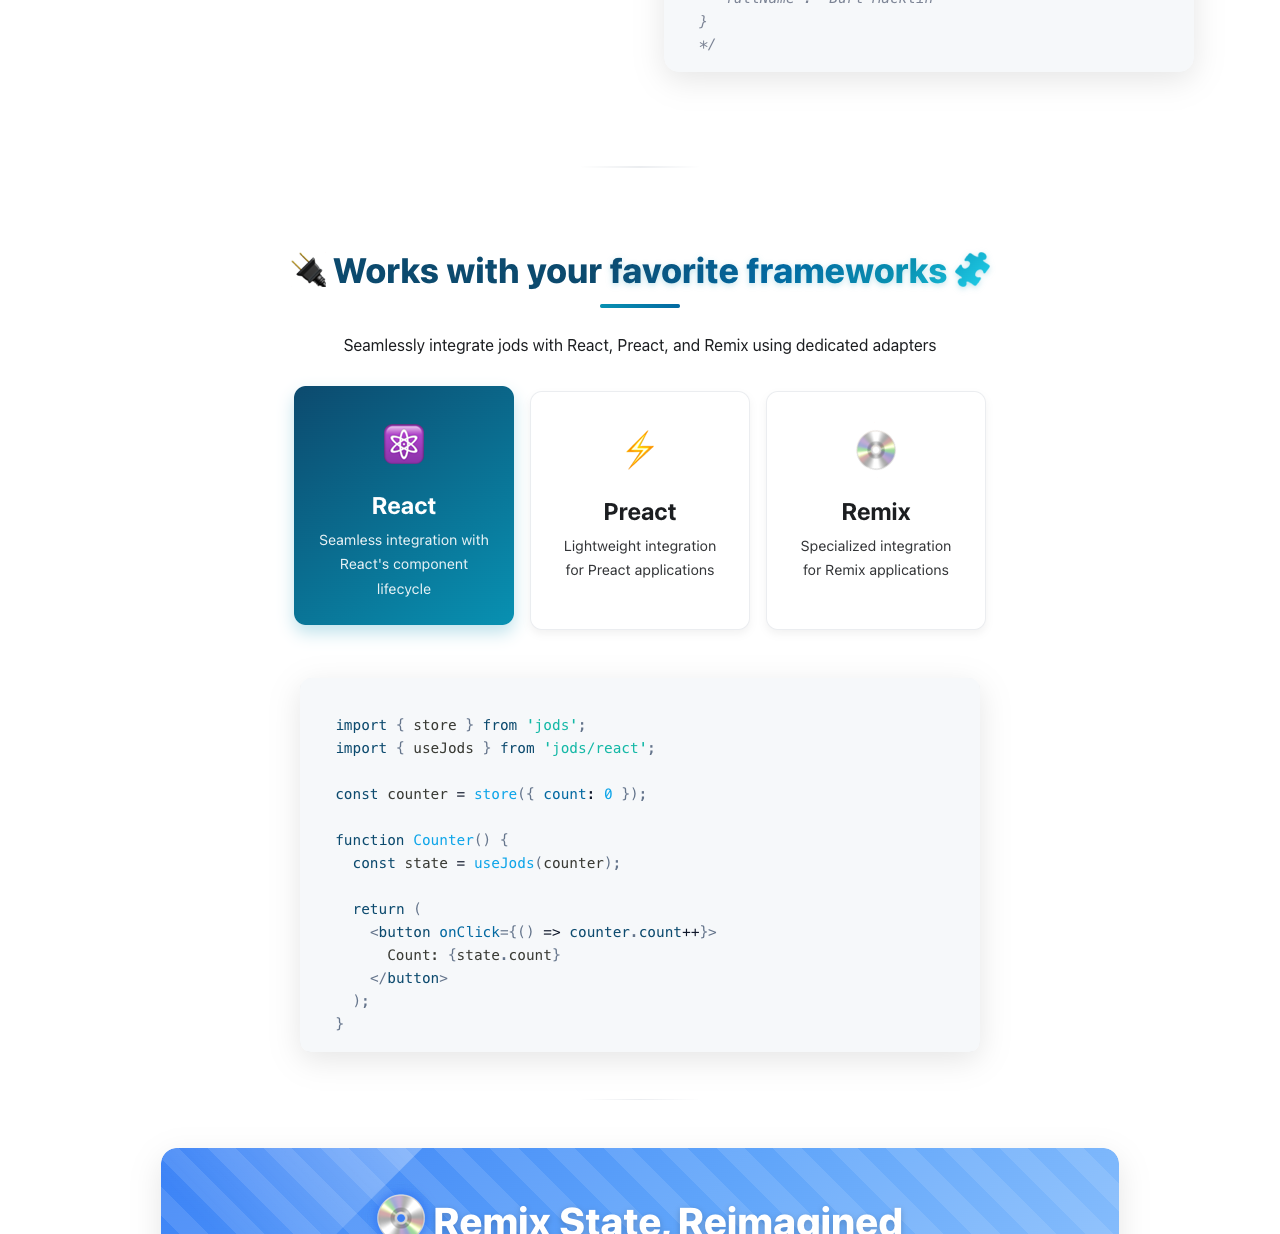 }
*/
Works with your favorite frameworks
Seamlessly integrate jods with React, Preact, and Remix using dedicated adapters
React
Seamless integration with
React's component
lifecycle
Preact
Lightweight integration
for Preact applications
Remix
Specialized integration
for Remix applications
import { store } from 'jods';
import { useJods } from 'jods/react';
const counter = store({ count: 0 });
function Counter() {
  const state = useJods(counter);
  return (
    <button onClick={() => counter.count++}>
      Count: {state.count}
    </button>
  );
}
Remix State, Reimagined